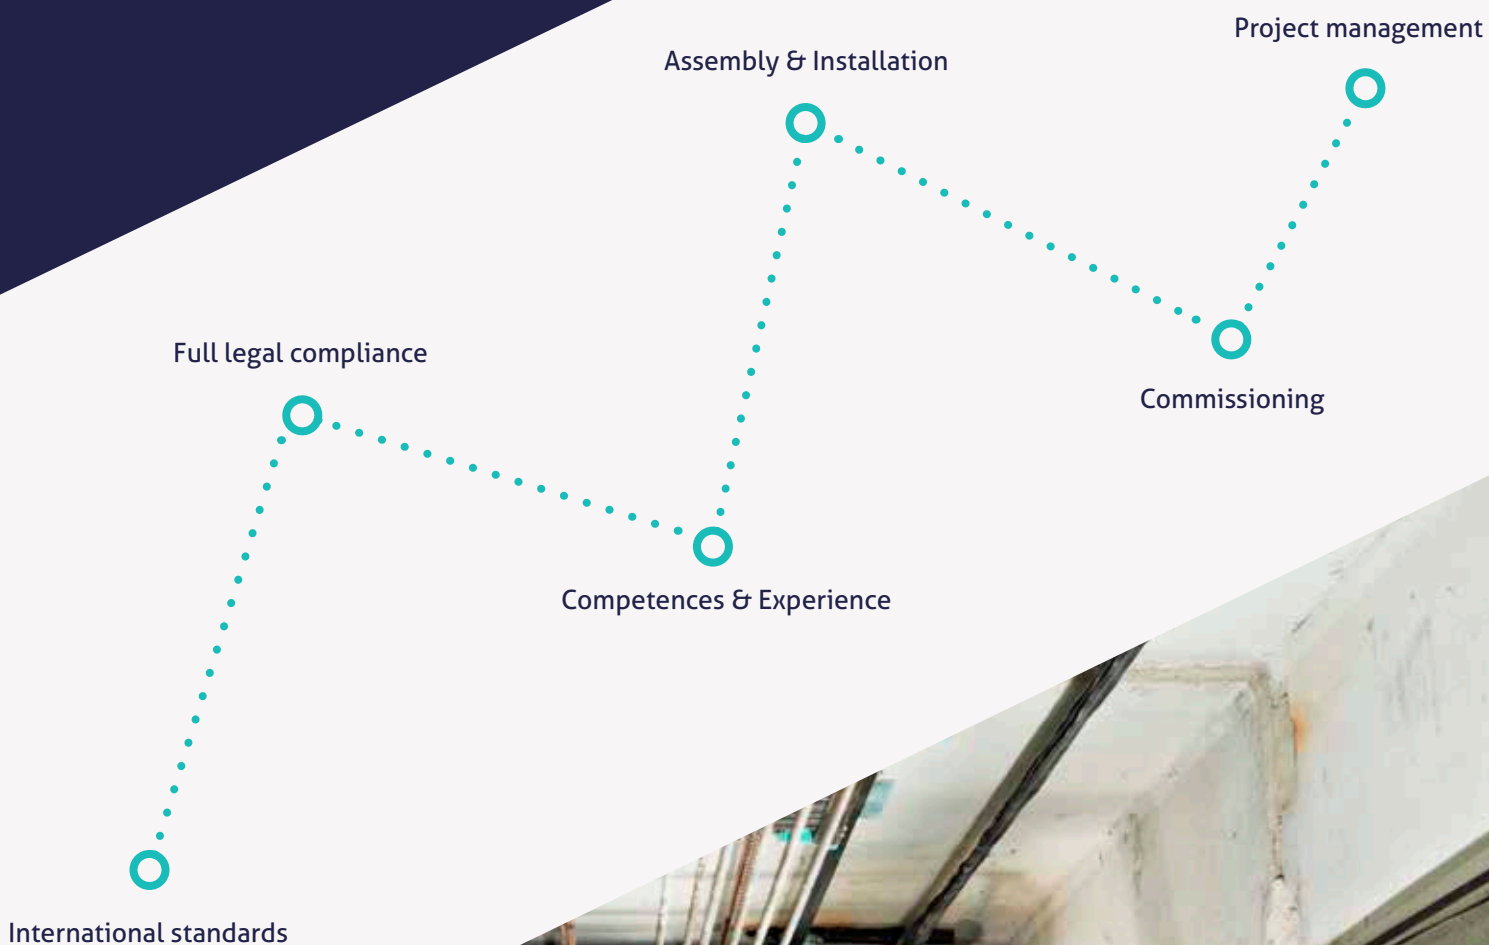 Project management
Assembly & Installation
Full legal compliance
Commissioning
Competences & Experience
International standards